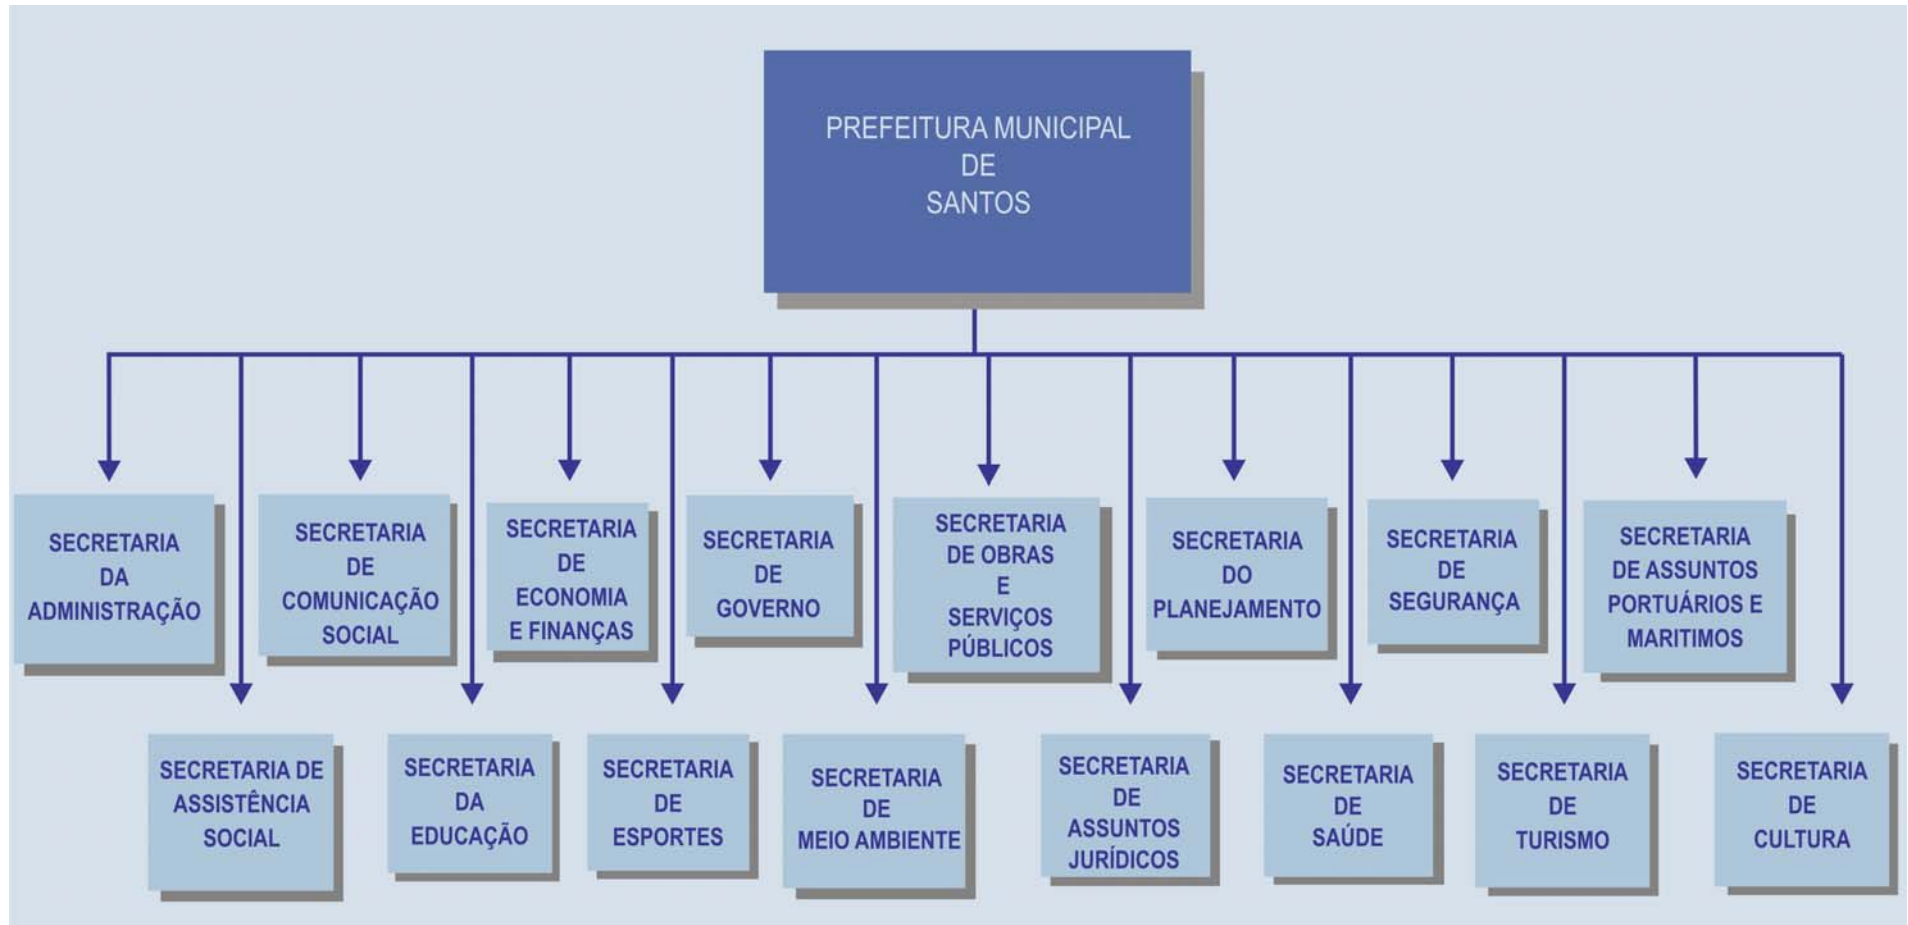 PREFEITURA MUNICIPAL
DE
SANTOS
SECRETARIA
DA
ADMINISTRAÇÃO
SECRETARIA
DE
COMUNICAÇÃO
SOCIAL
SECRETARIA
DE
ECONOMIA
E FINANÇAS
SECRETARIA
DE
GOVERNO
SECRETARIA
DE OBRAS
E
SERVIÇOS
PÚBLICOS
SECRETARIA
DO
PLANEJAMENTO
SECRETARIA
DE
SEGURANÇA
SECRETARIA
DE ASSUNTOS
PORTUÁRIOS E
MARITIMOS
SECRETARIA DE
ASSISTÊNCIA
SOCIAL
SECRETARIA
DA
EDUCAÇÃO
SECRETARIA
DE
ESPORTES
SECRETARIA
DE
MEIO AMBIENTE
SECRETARIA
DE
ASSUNTOS
JURÍDICOS
SECRETARIA
DE
SAÚDE
SECRETARIA
DE
TURISMO
SECRETARIA
DE
CULTURA